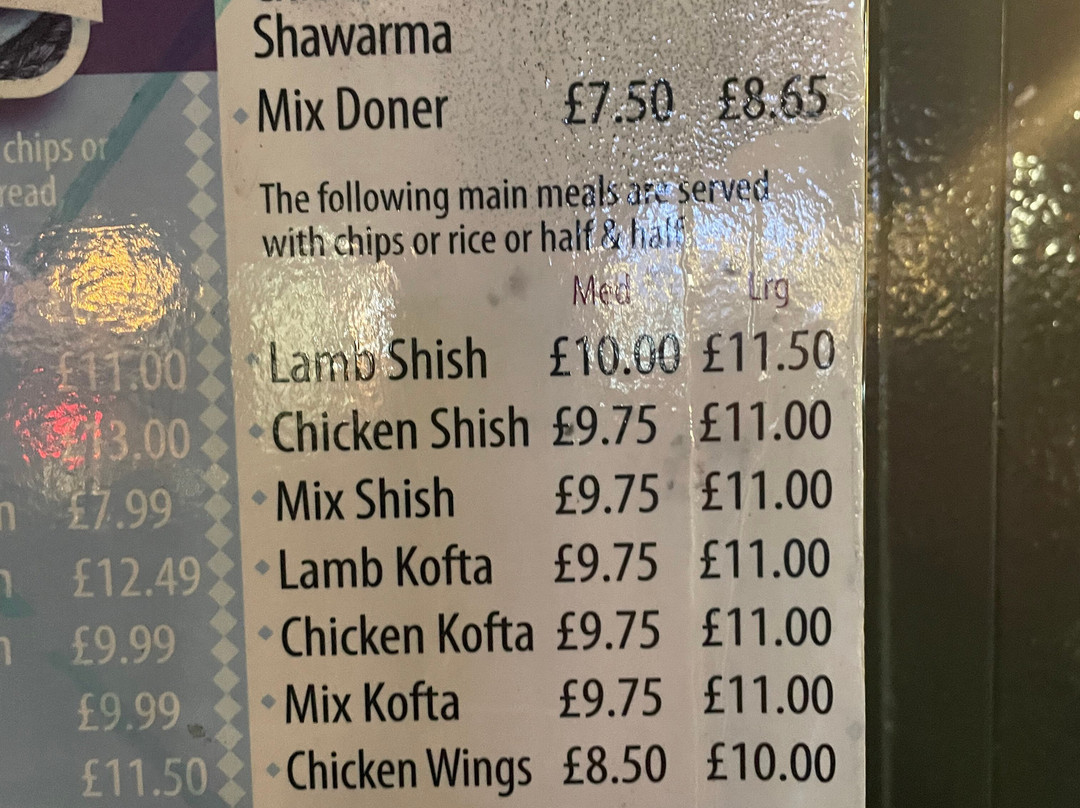 Shawarma
Mix Doner £7.50 £8.65
The following main meals are served
with chips or rice or half & half
Med Lrg
Lamb Shish £10.00 £11.50
Chicken Shish £9.75 £11.00
Mix Shish £9.75 £11.00
Lamb Kofta £9.75 £11.00
Chicken Kofta £9.75 £11.00
Mix Kofta £9.75 £11.00
Chicken Wings £8.50 £10.00
chips or
read
£11.00
£13.00
£7.99
£12.49
£9.99
£9.99
£11.50